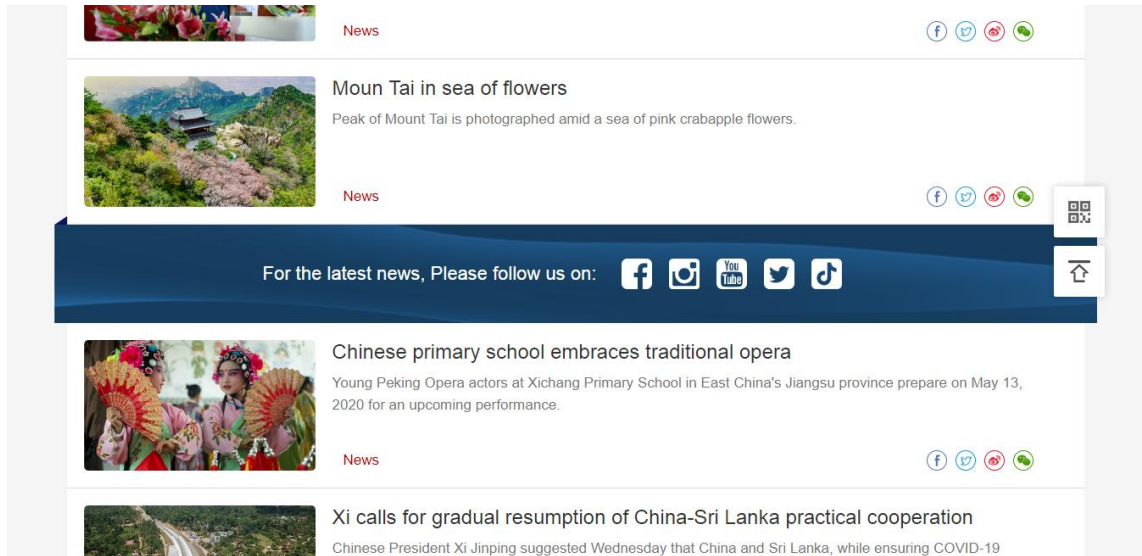 News
Moun Tai in sea of flowers
Peak of Mount Tai is photographed amid a sea of pink crabapple flowers.
News
For the latest news, Please follow us on:
You
Tube
Chinese primary school embraces traditional opera
Young Peking Opera actors at Xichang Primary School in East China's Jiangsu province prepare on May 13,
2020 for an upcoming performance.
News
Xi calls for gradual resumption of China-Sri Lanka practical cooperation
Chinese President Xi Jinping suggested Wednesday that China and Sri Lanka, while ensuring COVID-19